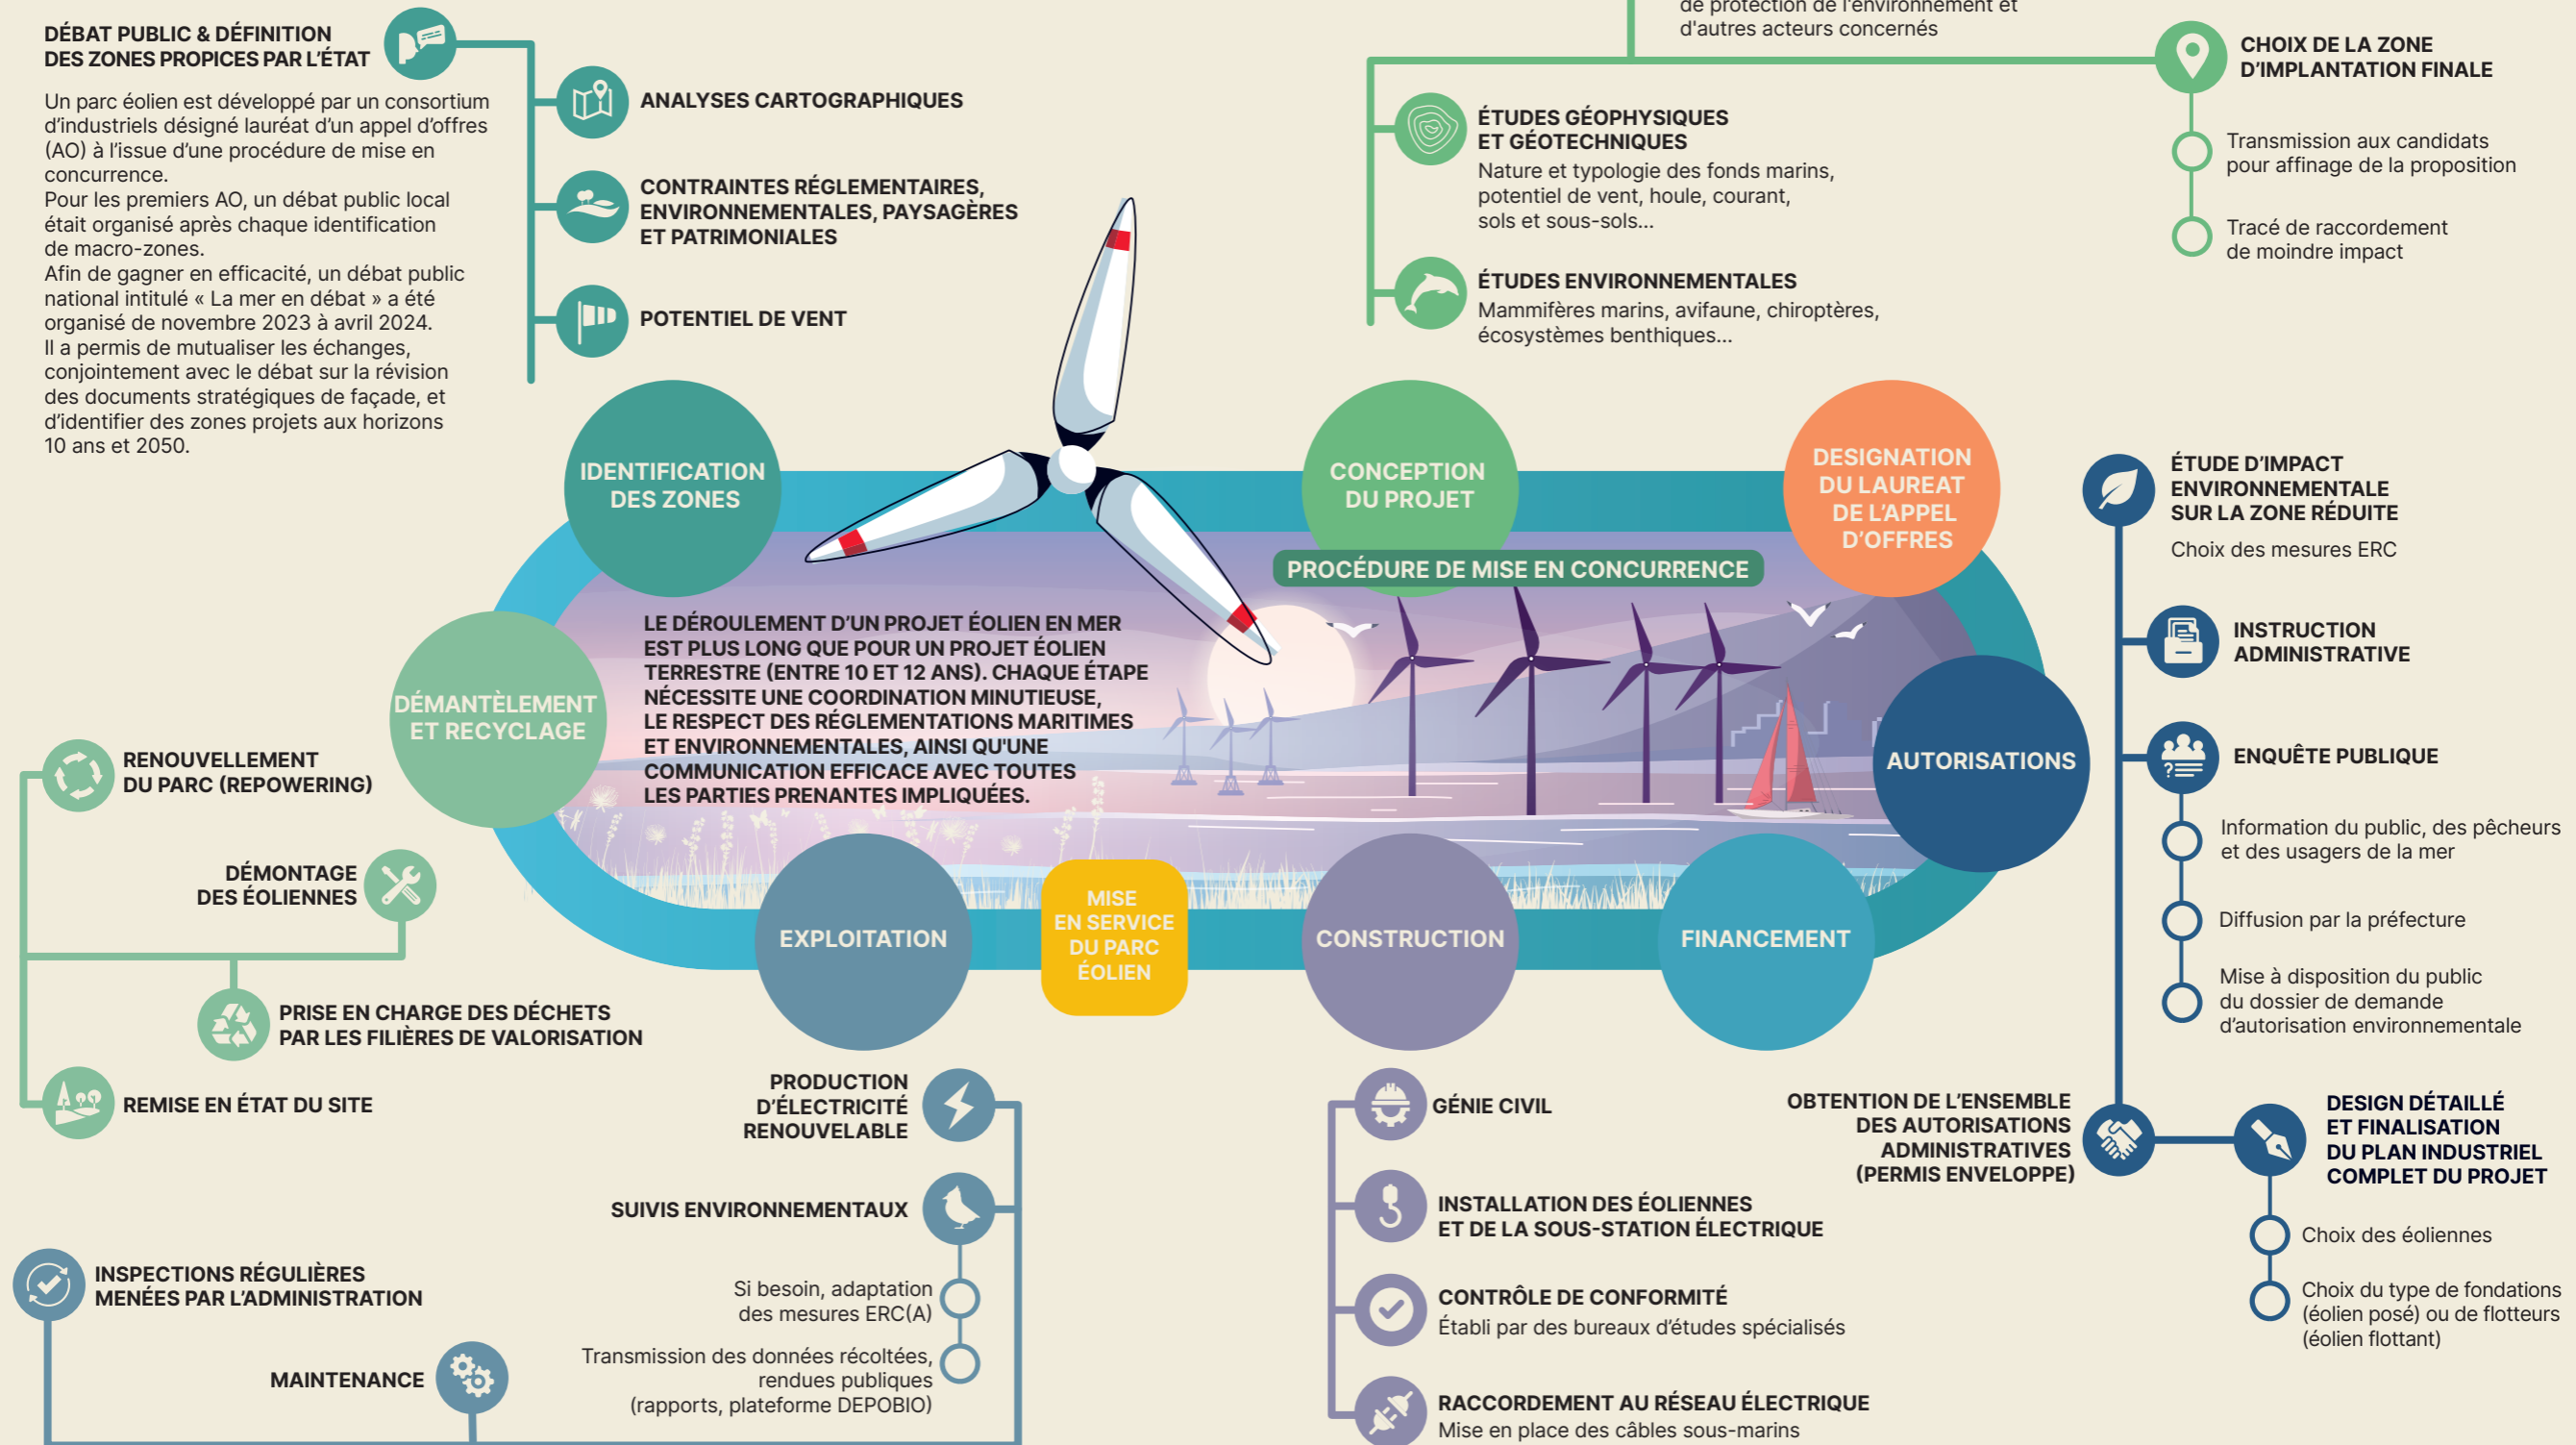 DÉBAT PUBLIC & DÉFINITION
DES ZONES PROPICES PAR L'ÉTAT
Un parc éolien est développé par un consortium
d'industriels désigné lauréat d'un appel d'offres
(AO) à l'issue d'une procédure de mise en
concurrence.
Pour les premiers AO, un débat public local
était organisé après chaque identification
de macro-zones.
Afin de gagner en efficacité, un débat public
national intitulé « La mer en débat » a été
organisé de novembre 2023 à avril 2024.
Il a permis de mutualiser les échanges,
conjointement avec le débat sur la révision
des documents stratégiques de façade, et
d'identifier des zones projets aux horizons
10 ans et 2050.
ANALYSES CARTOGRAPHIQUES
CONTRAINTES RÉGLEMENTAIRES,
ENVIRONNEMENTALES, PAYSAGÈRES
ET PATRIMONIALES
POTENTIEL DE VENT
de protection de l'environnement et
d'autres acteurs concernés
ÉTUDES GÉOPHYSIQUES
ET GÉOTECHNIQUES
Nature et typologie des fonds marins,
potentiel de vent, houle, courant,
sols et sous-sols...
ÉTUDES ENVIRONNEMENTALES
Mammifères marins, avifaune, chiroptères,
écosystèmes benthiques...
CHOIX DE LA ZONE
D'IMPLANTATION FINALE
Transmission aux candidats
pour affinage de la proposition
Tracé de raccordement
de moindre impact
IDENTIFICATION
DES ZONES
CONCEPTION
DU PROJET
PROCÉDURE DE MISE EN CONCURRENCE
DESIGNATION
DU LAUREAT
DE L'APPEL
D'OFFRES
LE DÉROULEMENT D'UN PROJET ÉOLIEN EN MER
EST PLUS LONG QUE POUR UN PROJET ÉOLIEN
TERRESTRE (ENTRE 10 ET 12 ANS). CHAQUE ÉTAPE
NÉCESSITE UNE COORDINATION MINUTIEUSE,
LE RESPECT DES RÉGLEMENTATIONS MARITIMES
ET ENVIRONNEMENTALES, AINSI QU'UNE
COMMUNICATION EFFICACE AVEC TOUTES
LES PARTIES PRENANTES IMPLIQUÉES.
AUTORISATIONS
ÉTUDE D'IMPACT
ENVIRONNEMENTALE
SUR LA ZONE RÉDUITE
Choix des mesures ERC
INSTRUCTION
ADMINISTRATIVE
ENQUÊTE PUBLIQUE
Information du public, des pêcheurs
et des usagers de la mer
Diffusion par la préfecture
Mise à disposition du public
du dossier de demande
d'autorisation environnementale
OBTENTION DE L'ENSEMBLE
DES AUTORISATIONS
ADMINISTRATIVES
(PERMIS ENVELOPPE)
DESIGN DÉTAILLÉ
ET FINALISATION
DU PLAN INDUSTRIEL
COMPLET DU PROJET
Choix des éoliennes
Choix du type de fondations
(éolien posé) ou de flotteurs
(éolien flottant)
FINANCEMENT
CONSTRUCTION
GÉNIE CIVIL
INSTALLATION DES ÉOLIENNES
ET DE LA SOUS-STATION ÉLECTRIQUE
CONTRÔLE DE CONFORMITÉ
Établi par des bureaux d'études spécialisés
RACCORDEMENT AU RÉSEAU ÉLECTRIQUE
Mise en place des câbles sous-marins
MISE
EN SERVICE
DU PARC
ÉOLIEN
EXPLOITATION
PRODUCTION
D'ÉLECTRICITÉ
RENOUVELABLE
SUIVIS ENVIRONNEMENTAUX
Si besoin, adaptation
des mesures ERC(A)
Transmission des données récoltées,
rendues publiques
(rapports, plateforme DEPOBIO)
INSPECTIONS RÉGULIÈRES
MENÉES PAR L'ADMINISTRATION
MAINTENANCE
DÉMANTÈLEMENT
ET RECYCLAGE
RENOUVELLEMENT
DU PARC (REPOWERING)
DÉMONTAGE
DES ÉOLIENNES
PRISE EN CHARGE DES DÉCHETS
PAR LES FILIÈRES DE VALORISATION
REMISE EN ÉTAT DU SITE